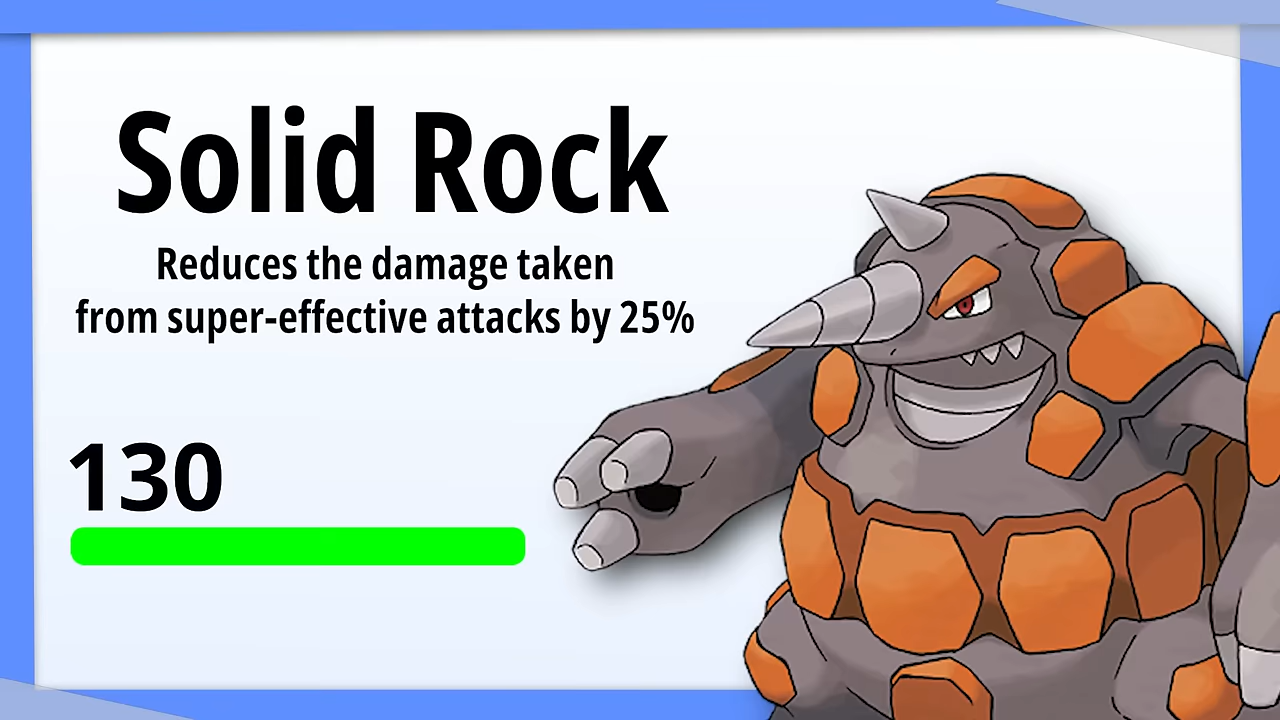 Solid Rock
Reduces the damage taken
from super-effective attacks by 25%
130